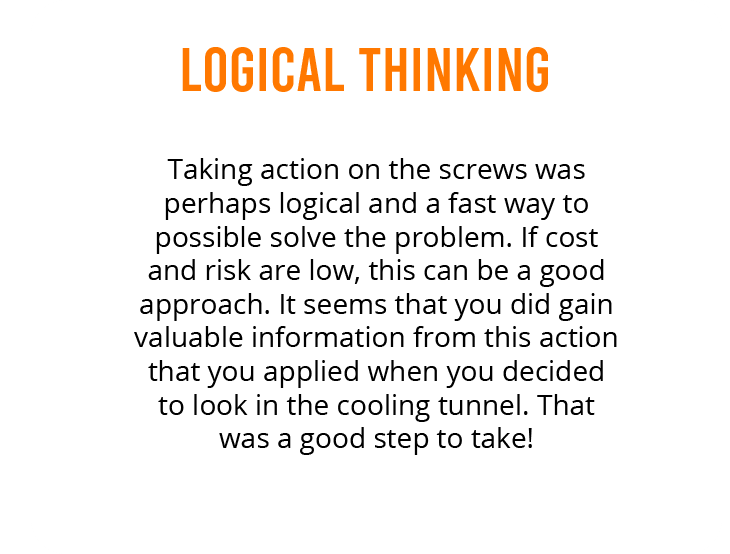 LOGICAL THINKING
Taking action on the screws was
perhaps logical and a fast way to
possible solve the problem. If cost
and risk are low, this can be a good
approach. It seems that you did gain
valuable information from this action
that you applied when you decided
to look in the cooling tunnel. That
was a good step to take!